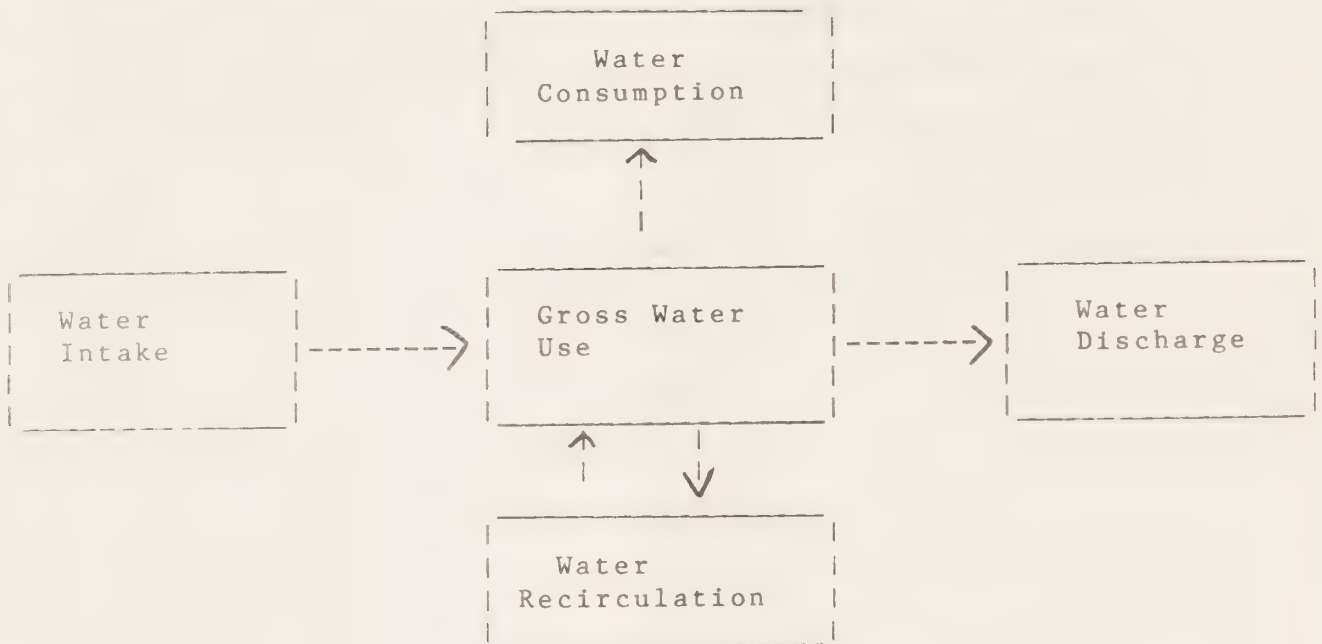 Water
Consumption
Water
Intake
Gross Water
Use
Water
Discharge
Water
Recirculation